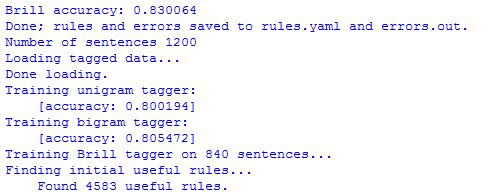 Brill accuracy: 0.830064
Done; rules and errors saved to rules.yaml and errors.out.
Number of sentences 1200
Loading tagged data...
Done loading.
Training unigram tagger:
    [accuracy: 0.800194]
Training bigram tagger:
    [accuracy: 0.805472]
Training Brill tagger on 840 sentences...
Finding initial useful rules...
    Found 4583 useful rules.